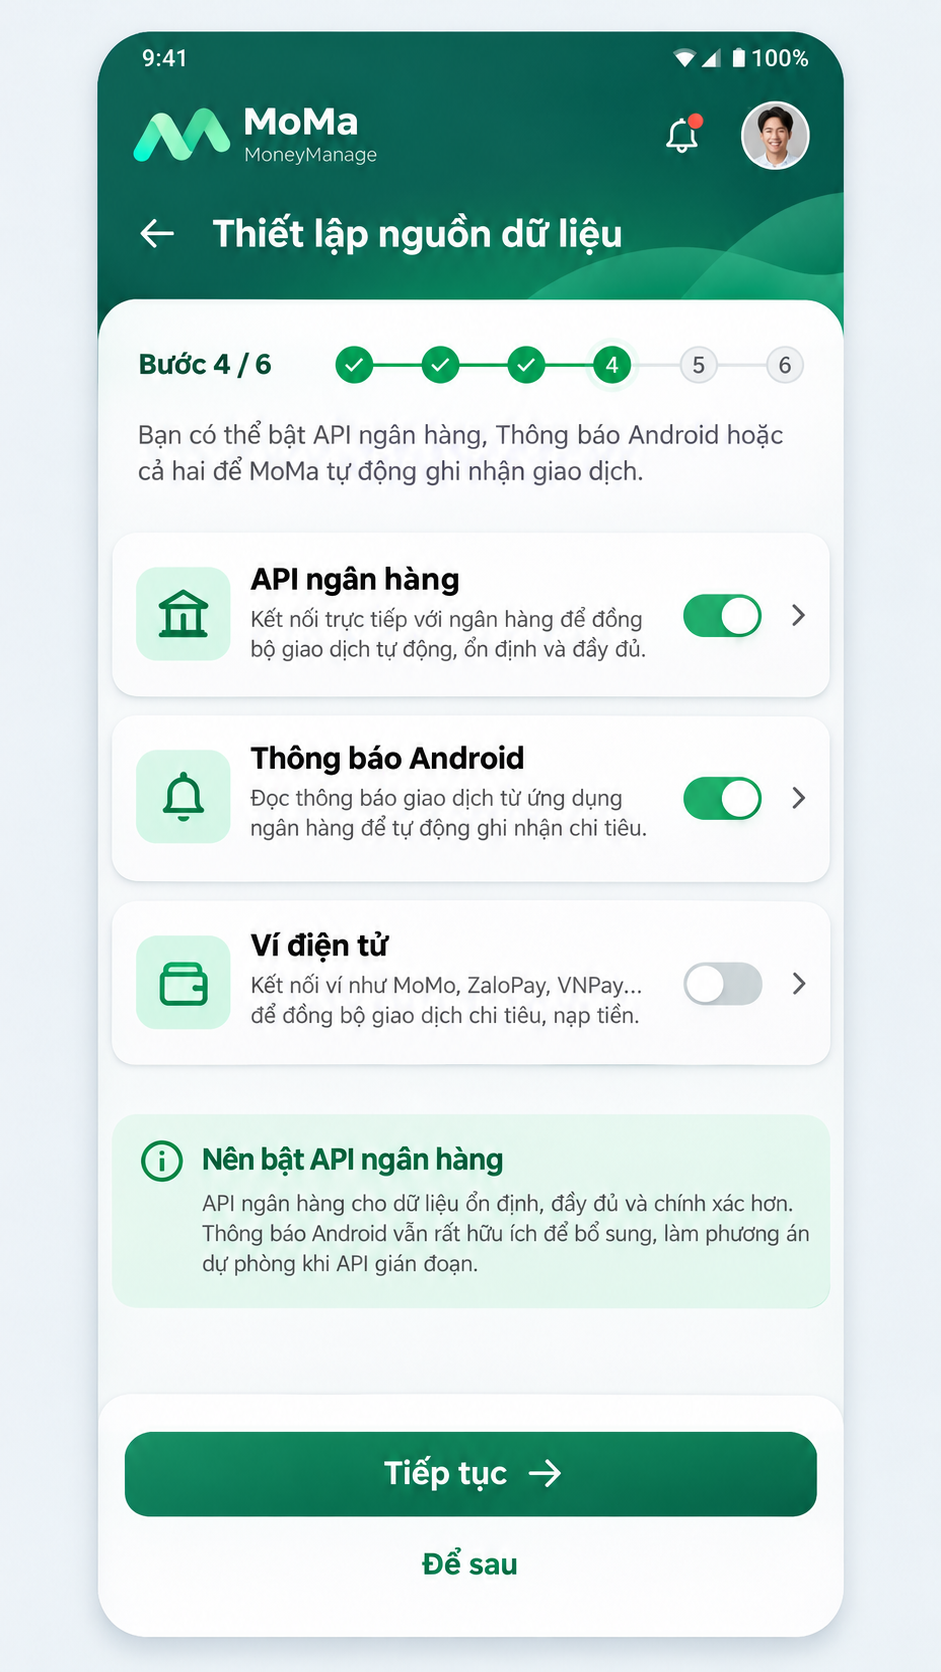 9:41
100%
MoMa
MoneyManage
Thiết lập nguồn dữ liệu
Bước 4 / 6
4
5
6
Bạn có thể bật API ngân hàng, Thông báo Android hoặc
cả hai để MoMa tự động ghi nhận giao dịch.
API ngân hàng
Kết nối trực tiếp với ngân hàng để đồng
bộ giao dịch tự động, ổn định và đầy đủ.
Thông báo Android
Đọc thông báo giao dịch từ ứng dụng
ngân hàng để tự động ghi nhận chi tiêu.
Ví điện tử
Kết nối ví như MoMo, ZaloPay, VNPay...
để đồng bộ giao dịch chi tiêu, nạp tiền.
Nên bật API ngân hàng
API ngân hàng cho dữ liệu ổn định, đầy đủ và chính xác hơn.
Thông báo Android vẫn rất hữu ích để bổ sung, làm phương án
dự phòng khi API gián đoạn.
Tiếp tục →
Để sau